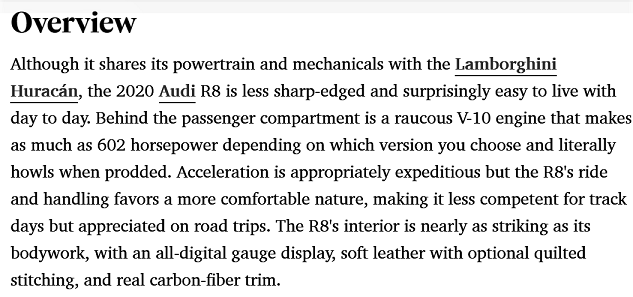 Overview
Although it shares its powertrain and mechanicals with the Lamborghini
Huracán, the 2020 Audi R8 is less sharp-edged and surprisingly easy to live with
day to day. Behind the passenger compartment is a raucous V-10 engine that makes
as much as 602 horsepower depending on which version you choose and literally
howls when prodded. Acceleration is appropriately expeditious but the R8's ride
and handling favors a more comfortable nature, making it less competent for track
days but appreciated on road trips. The R8's interior is nearly as striking as its
bodywork, with an all-digital gauge display, soft leather with optional quilted
stitching, and real carbon-fiber trim.